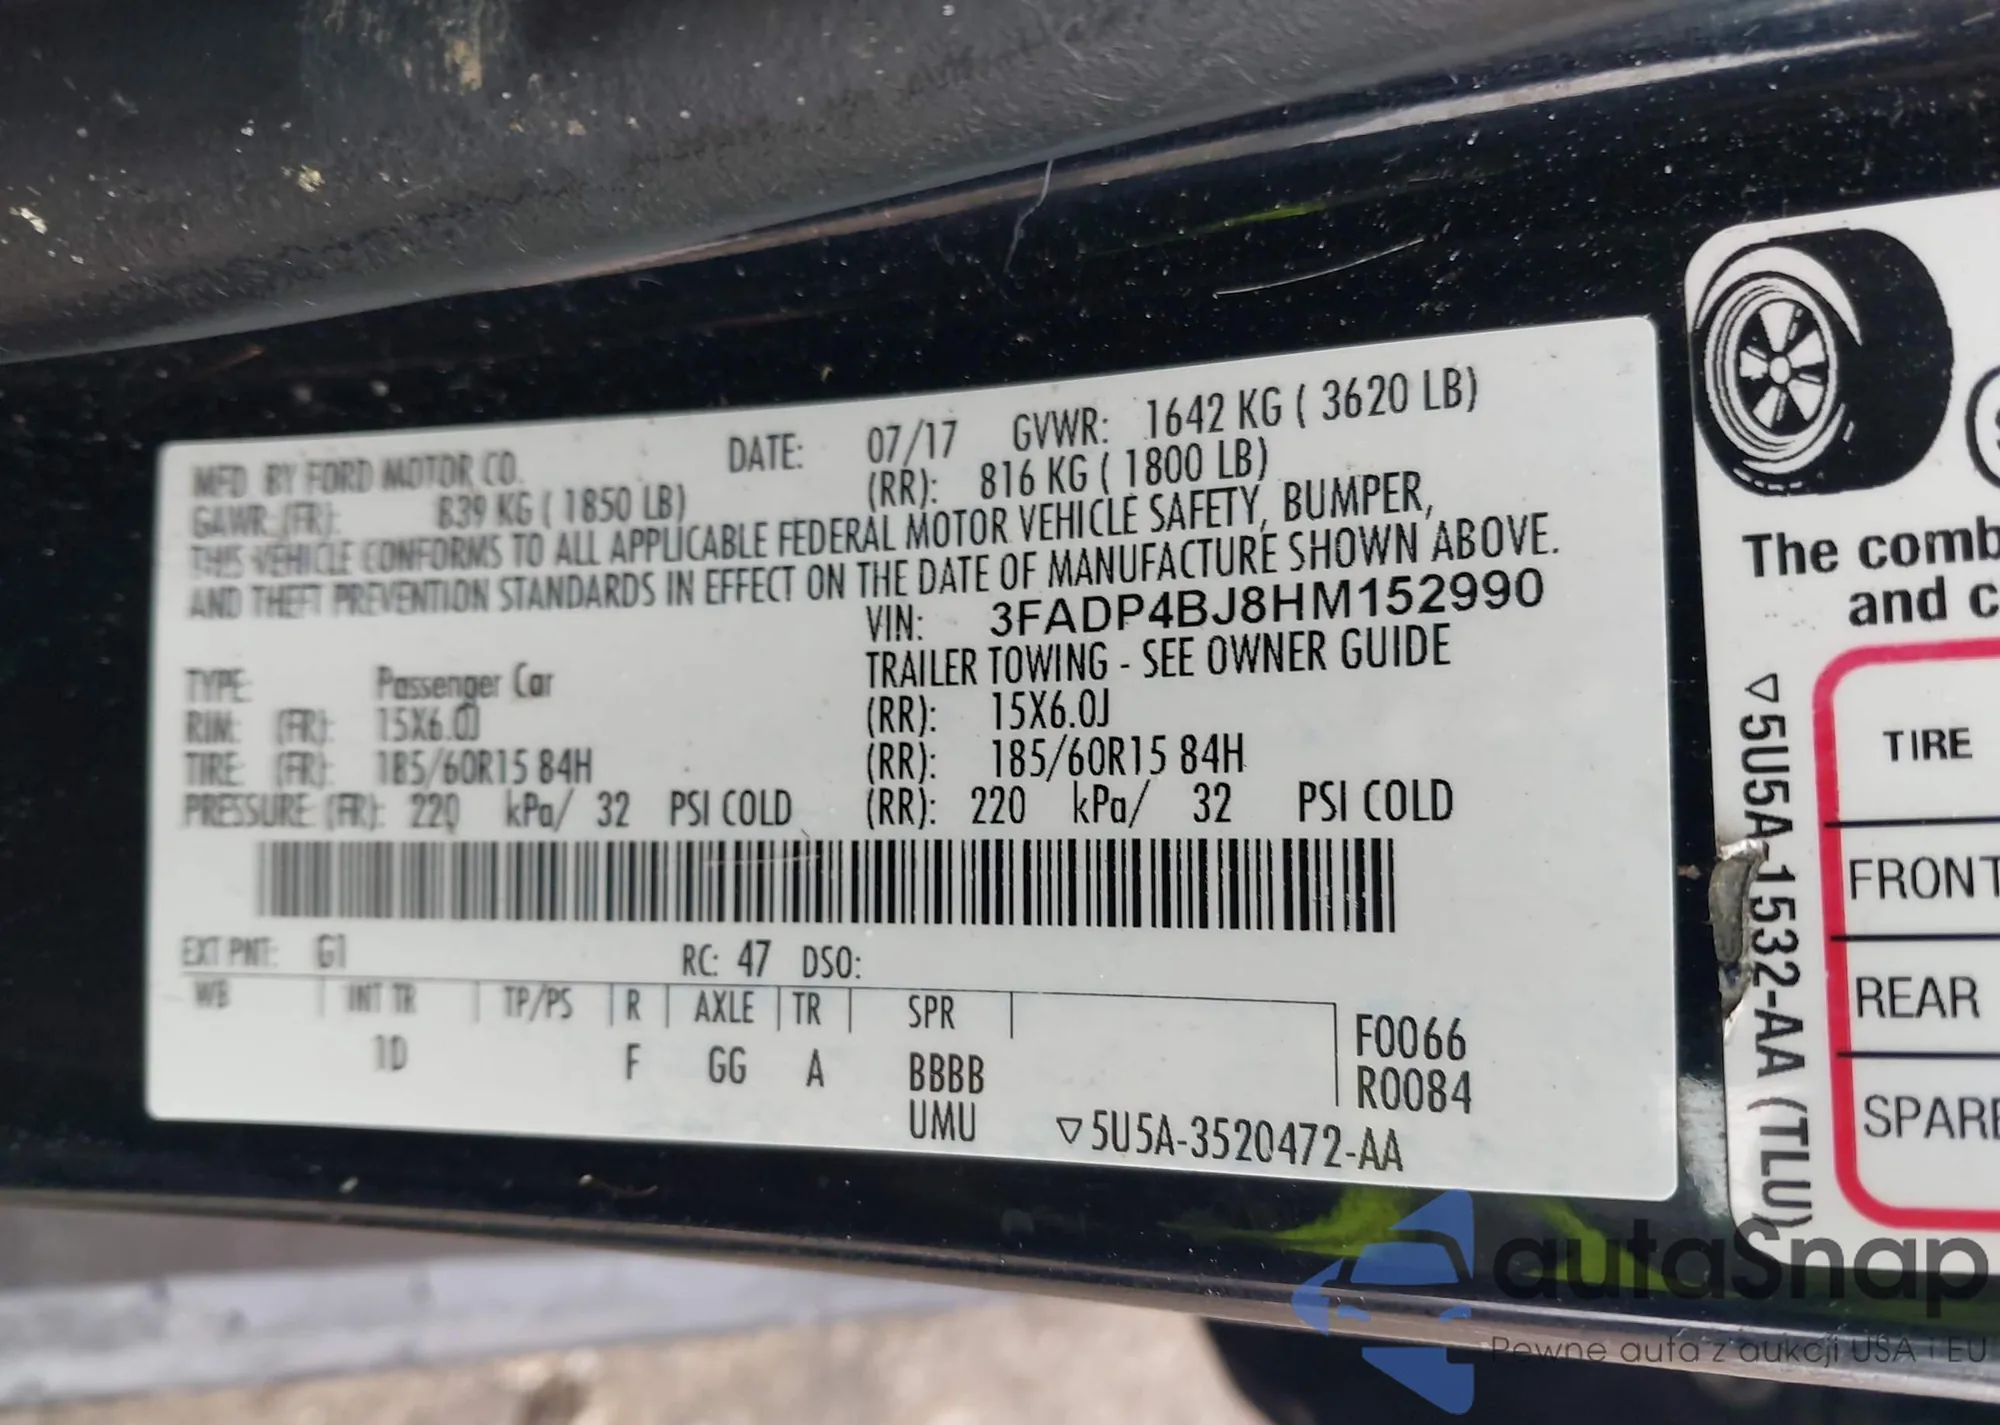 MFD. BY FORD MOTOR CO.
DATE: 07/17 GVWR: 1642 KG ( 3620 LB)
GAWR: (FR): 839 KG ( 1850 LB) (RR): 816 KG ( 1800 LB)
THIS VEHICLE CONFORMS TO ALL APPLICABLE FEDERAL MOTOR VEHICLE SAFETY, BUMPER,
AND THEFT PREVENTION STANDARDS IN EFFECT ON THE DATE OF MANUFACTURE SHOWN ABOVE.
VIN: 3FADP4BJ8HM152990
TYPE: Passenger Car TRAILER TOWING - SEE OWNER GUIDE
RIM: (FR): 15X6.0J (RR): 15X6.0J
TIRE: (FR): 185/60R15 84H (RR): 185/60R15 84H
PRESSURE (FR): 220 kPa/ 32 PSI COLD (RR): 220 kPa/ 32 PSI COLD
EXT PNT: G1 RC: 47 DSO:
WB INT TR TP/PS R AXLE TR SPR
1D F GG A BBBB
UMU
F0066
R0084
▽5U5A-3520472-AA
The comb
and c
▽5U5A-1532-AA (TLU)
TIRE
FRONT
REAR
SPARE
autaSnap
Pewne auta z aukcji USA i EU